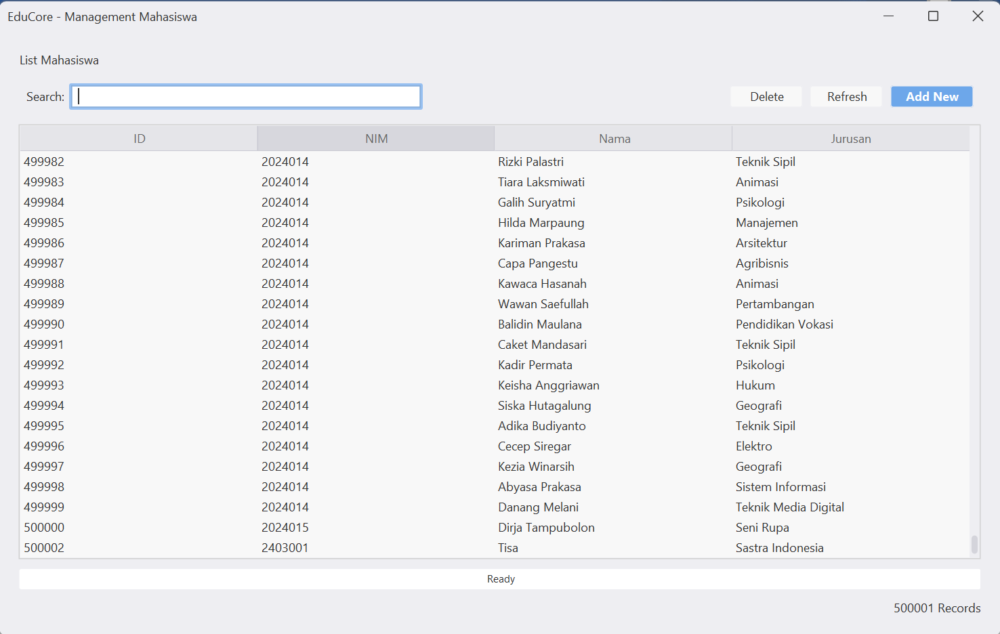 EduCore - Management Mahasiswa
List Mahasiswa
Search: Delete Refresh Add New
ID NIM Nama Jurusan
499982 2024014 Rizki Palastri Teknik Sipil
499983 2024014 Tiara Laksmiwati Animasi
499984 2024014 Galih Suryatmi Psikologi
499985 2024014 Hilda Marpaung Manajemen
499986 2024014 Kariman Prakasa Arsitektur
499987 2024014 Capa Pangestu Agribisnis
499988 2024014 Kawaca Hasanah Animasi
499989 2024014 Wawan Saefullah Pertambangan
499990 2024014 Balidin Maulana Pendidikan Vokasi
499991 2024014 Caket Mandasari Teknik Sipil
499992 2024014 Kadir Permata Psikologi
499993 2024014 Keisha Anggriawan Hukum
499994 2024014 Siska Hutagalung Geografi
499995 2024014 Adika Budiyanto Teknik Sipil
499996 2024014 Cecep Siregar Elektro
499997 2024014 Kezia Winarsih Geografi
499998 2024014 Abyasa Prakasa Sistem Informasi
499999 2024014 Danang Melani Teknik Media Digital
500000 2024015 Dirja Tampubolon Seni Rupa
500002 2403001 Tisa Sastra Indonesia
Ready
500001 Records